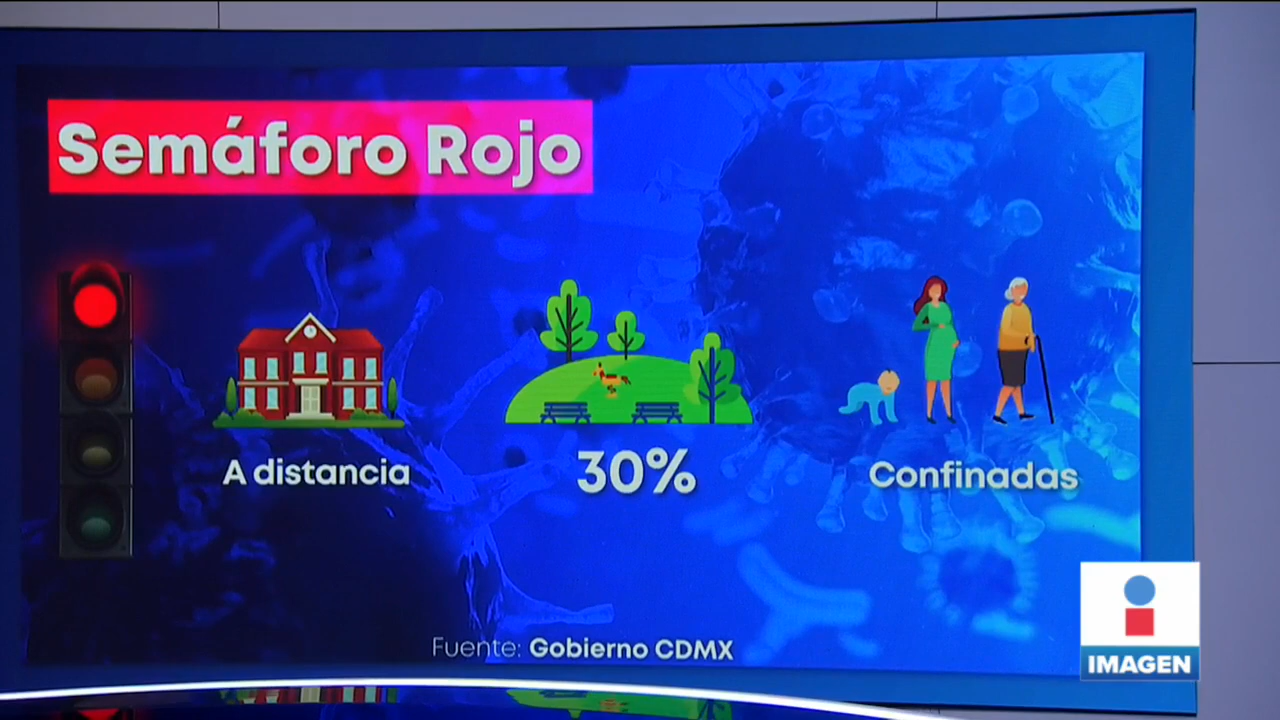 Semáforo Rojo
A distancia
30%
Confinadas
Fuente: Gobierno CDMX
IMAGEN